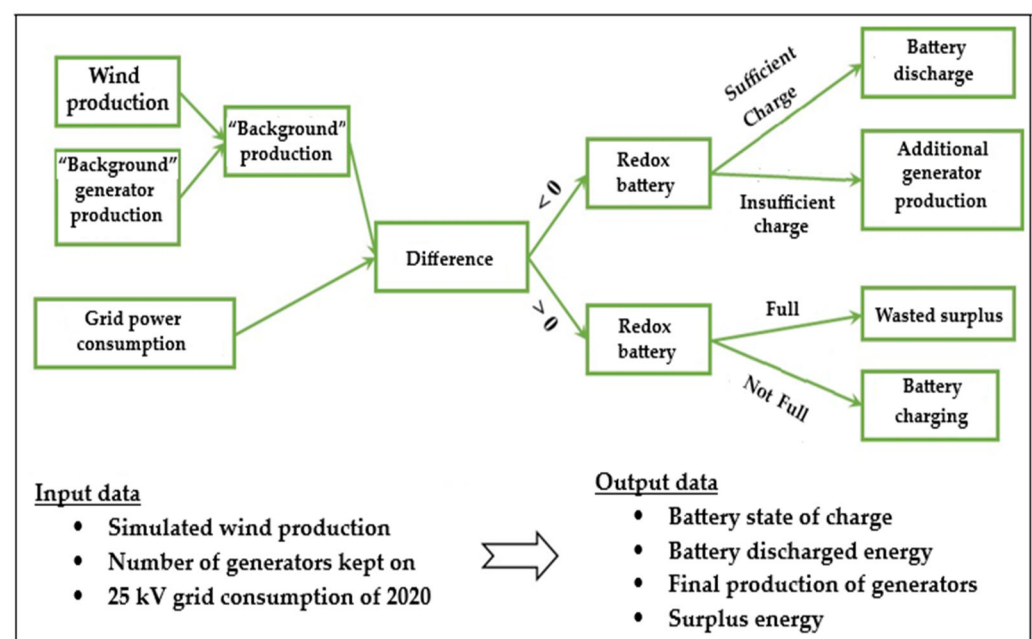 Wind
production
"Background"
generator
production
"Background"
production
Grid power
consumption
Difference
< 0
> 0
Redox
battery
Redox
battery
Sufficient
Charge
Insufficient
charge
Full
Not Full
Battery
discharge
Additional
generator
production
Wasted surplus
Battery
charging
Input data
• Simulated wind production
• Number of generators kept on
• 25 kV grid consumption of 2020
Output data
• Battery state of charge
• Battery discharged energy
• Final production of generators
• Surplus energy